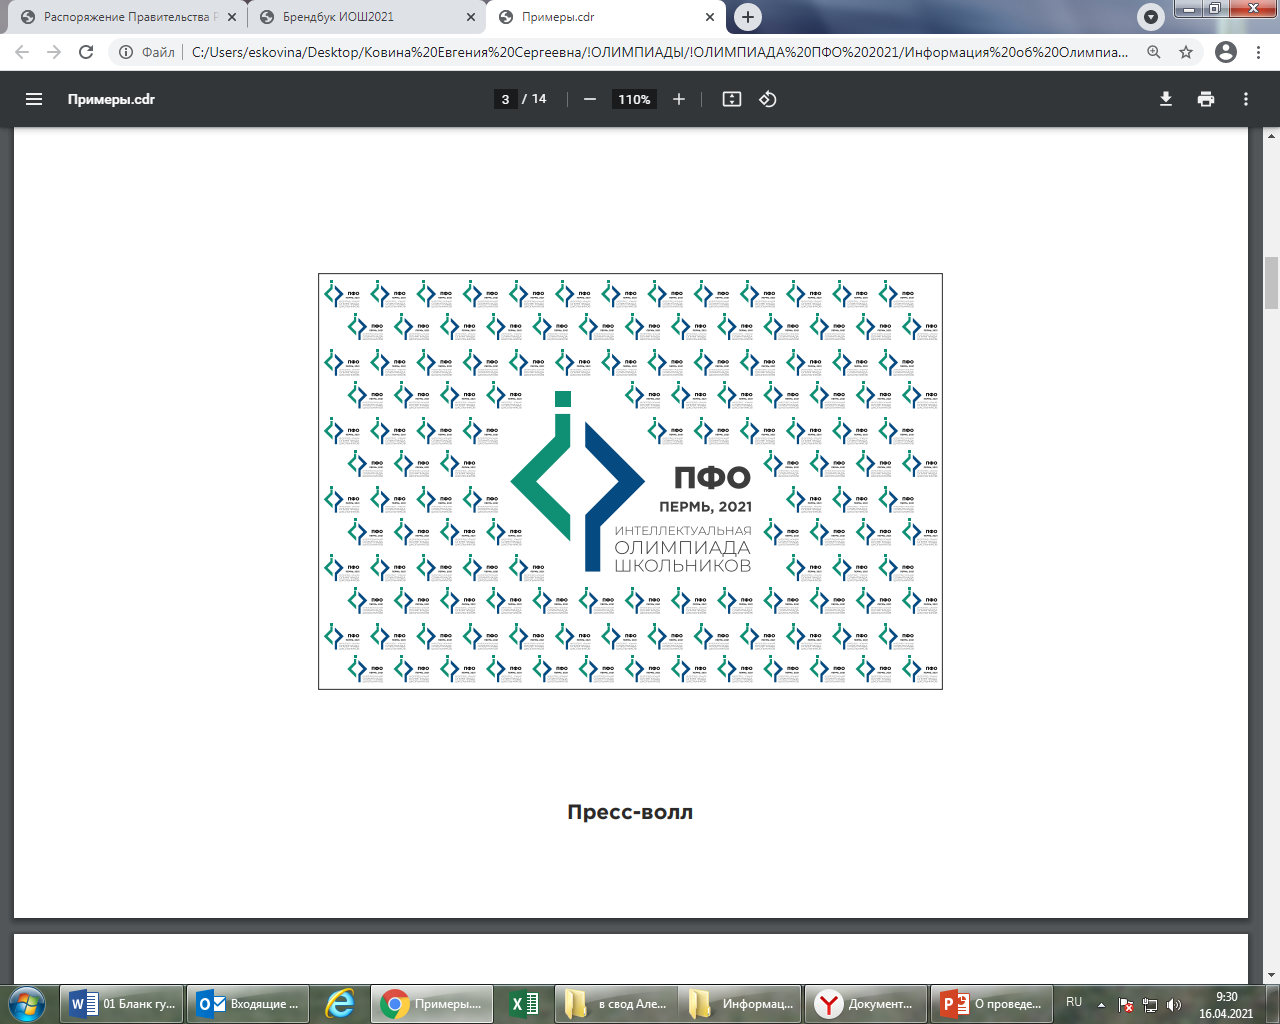 Распоряжение Правительства Р
Брендбук ИОШ2021
Примеры.cdr
Файл
C:/Users/eskovina/Desktop/Ковина%20Евгения%20Сергеевна/!ОЛИМПИАДЫ/!ОЛИМПИАДА%20ПФО%202021/Информация%20об%20Олимпиа...
Примеры.cdr
3 / 14
110%
ПФО
ПЕРМЬ, 2021
ИНТЕЛЛЕКТУАЛЬНАЯ
ОЛИМПИАДА
ШКОЛЬНИКОВ
Пресс-волл
01 Бланк гу...
Входящие ...
Примеры....
в свод Але...
Информац...
Документ...
О проведе...
RU
9:30
16.04.2021